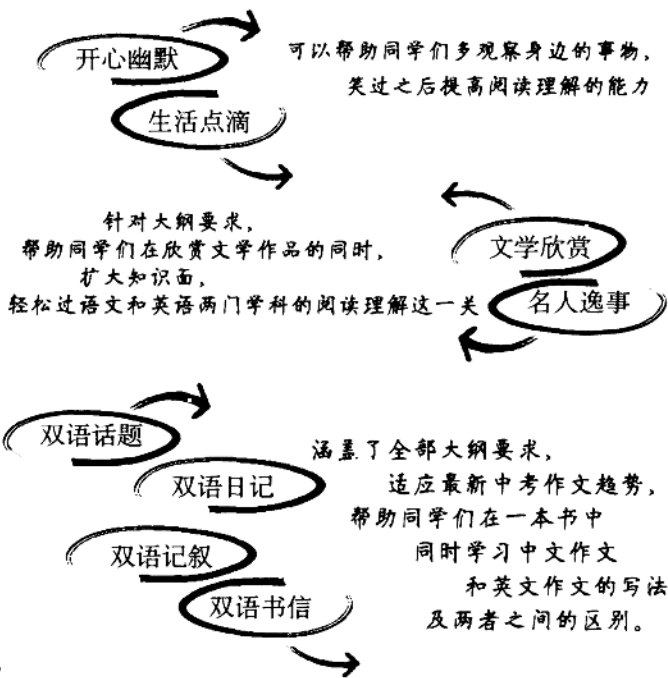 开心幽默
可以帮助同学们多观察身边的事物，
笑过之后提高阅读理解的能力
生活点滴
针对大纲要求，
帮助同学们在欣赏文学作品的同时，
扩大知识面，
轻松过语文和英语两门学科的阅读理解这一关
文学欣赏
名人逸事
双语话题
双语日记
双语记叙
双语书信
涵盖了全部大纲要求，
适应最新中考作文趋势，
帮助同学们在一本书中
同时学习中文作文
和英文作文的写法
及两者之间的区别。